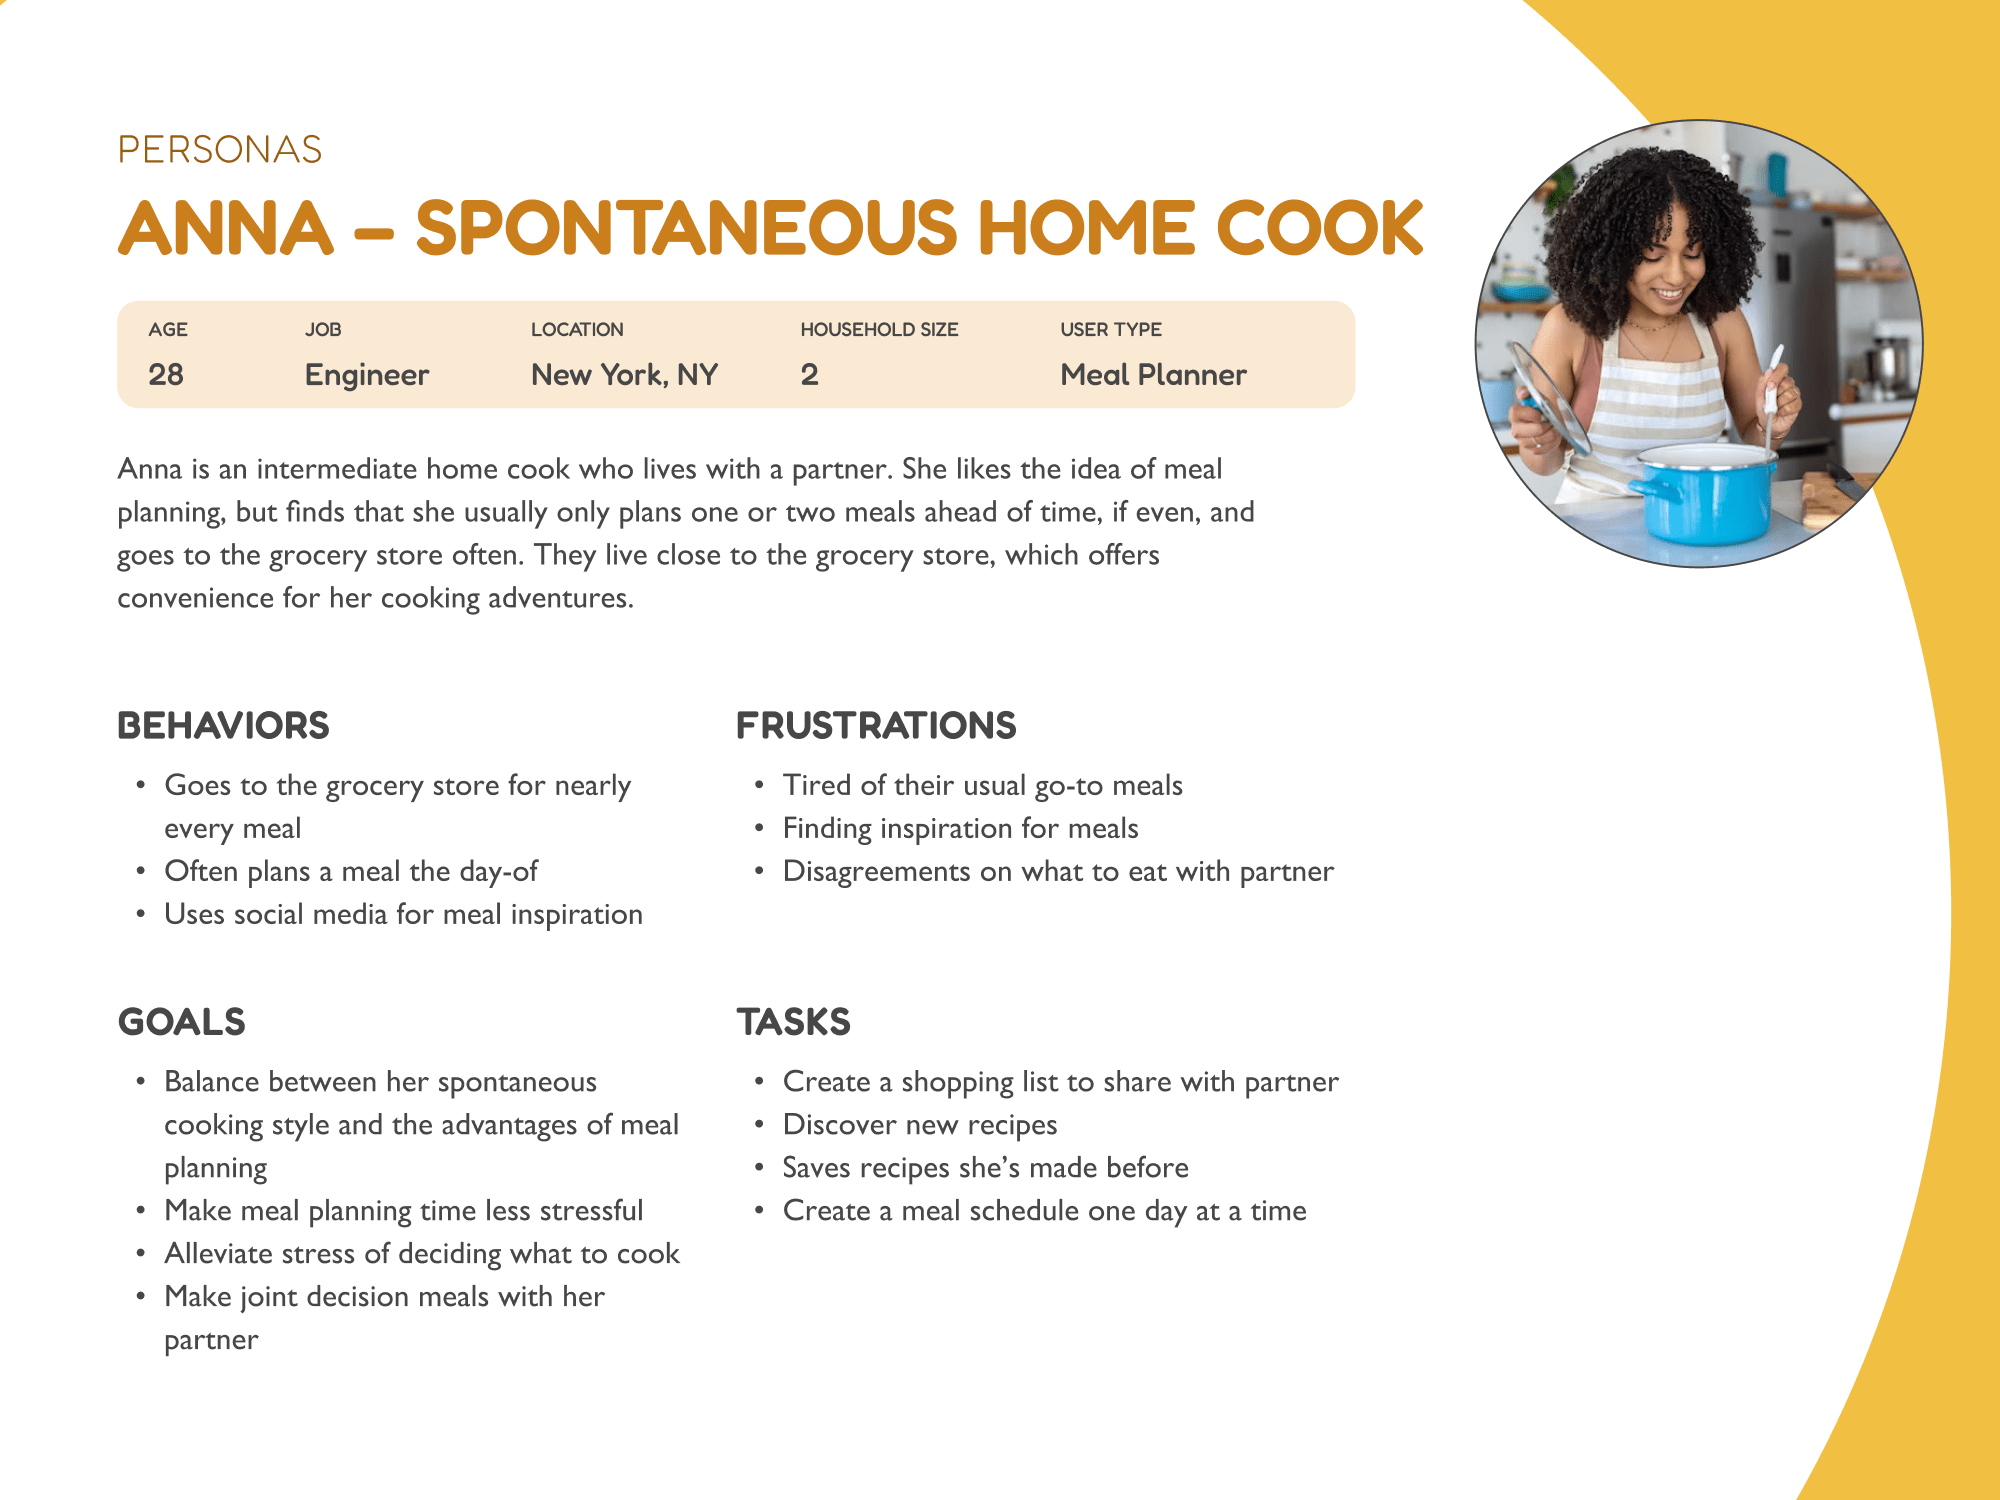 PERSONAS
ANNA – SPONTANEOUS HOME COOK
AGE
28
JOB
Engineer
LOCATION
New York, NY
HOUSEHOLD SIZE
2
USER TYPE
Meal Planner
Anna is an intermediate home cook who lives with a partner. She likes the idea of meal
planning, but finds that she usually only plans one or two meals ahead of time, if even, and
goes to the grocery store often. They live close to the grocery store, which offers
convenience for her cooking adventures.
BEHAVIORS
• Goes to the grocery store for nearly
every meal
• Often plans a meal the day-of
• Uses social media for meal inspiration
FRUSTRATIONS
• Tired of their usual go-to meals
• Finding inspiration for meals
• Disagreements on what to eat with partner
GOALS
• Balance between her spontaneous
cooking style and the advantages of meal
planning
• Make meal planning time less stressful
• Alleviate stress of deciding what to cook
• Make joint decision meals with her
partner
TASKS
• Create a shopping list to share with partner
• Discover new recipes
• Saves recipes she’s made before
• Create a meal schedule one day at a time